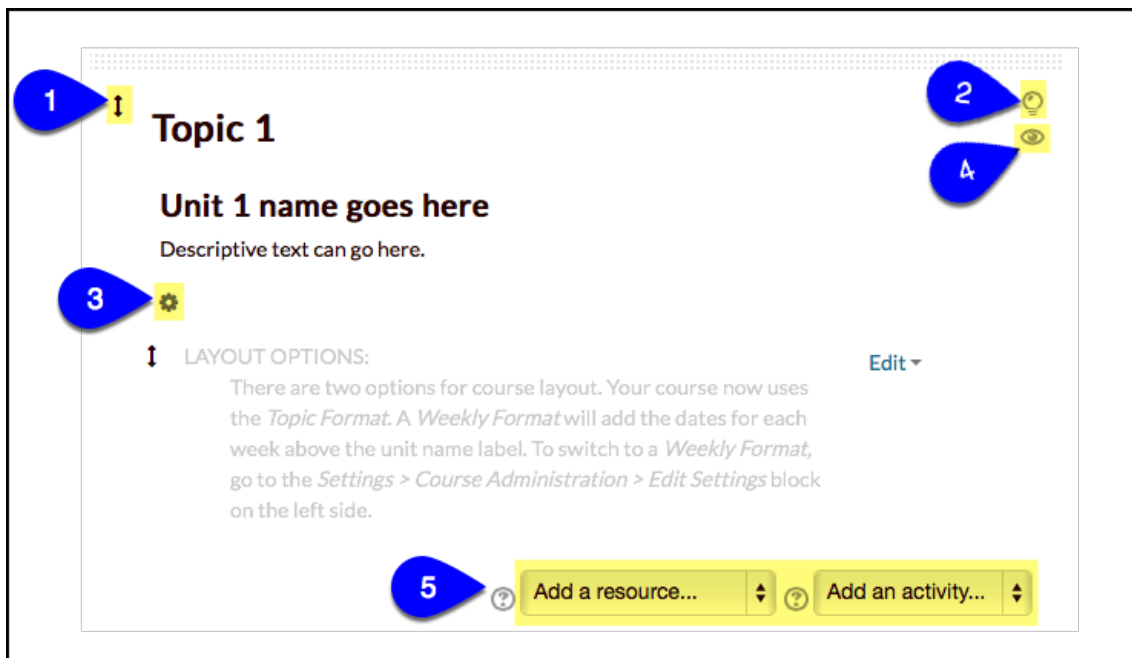 1
2
Topic 1
4
Unit 1 name goes here
Descriptive text can go here.
3
LAYOUT OPTIONS:
Edit
There are two options for course layout. Your course now uses
the Topic Format. A Weekly Format will add the dates for each
week above the unit name label. To switch to a Weekly Format,
go to the Settings > Course Administration > Edit Settings block
on the left side.
5
? Add a resource... ? Add an activity...